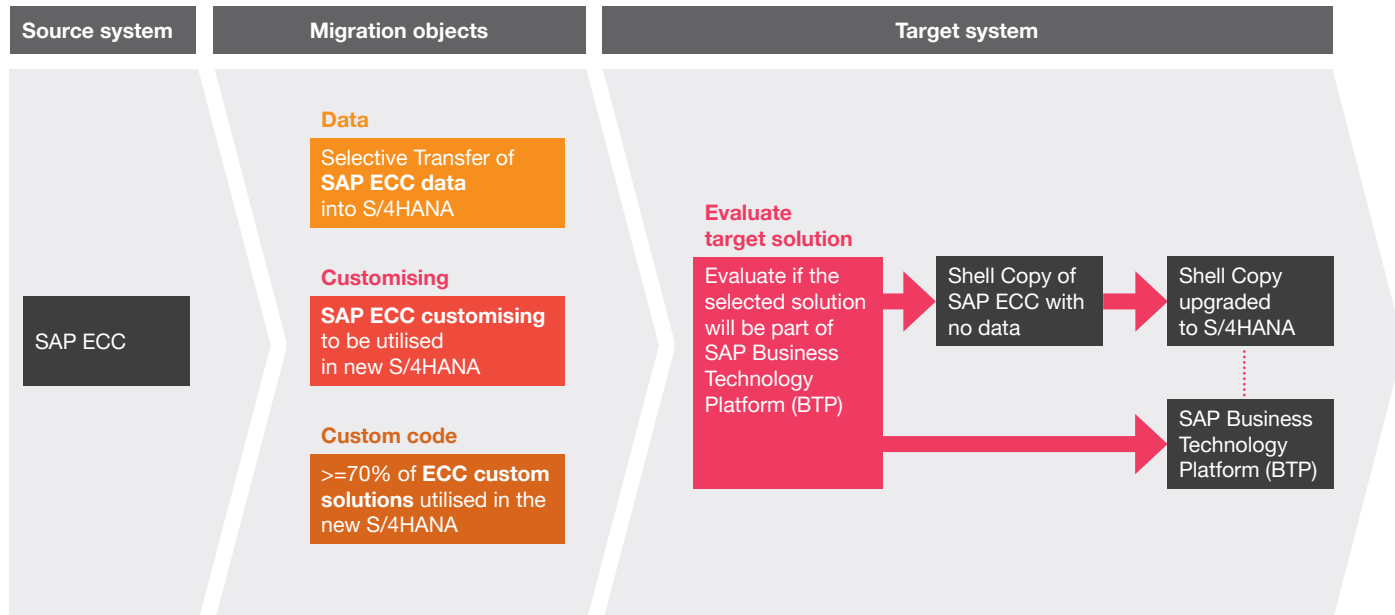 Source system
Migration objects
Target system
SAP ECC
Data
Selective Transfer of
SAP ECC data
into S/4HANA
Customising
SAP ECC customising
to be utilised
in new S/4HANA
Custom code
>=70% of ECC custom
solutions utilised in the
new S/4HANA
Evaluate
target solution
Evaluate if the
selected solution
will be part of
SAP Business
Technology
Platform (BTP)
Shell Copy of
SAP ECC with
no data
Shell Copy
upgraded
to S/4HANA
SAP Business
Technology
Platform (BTP)